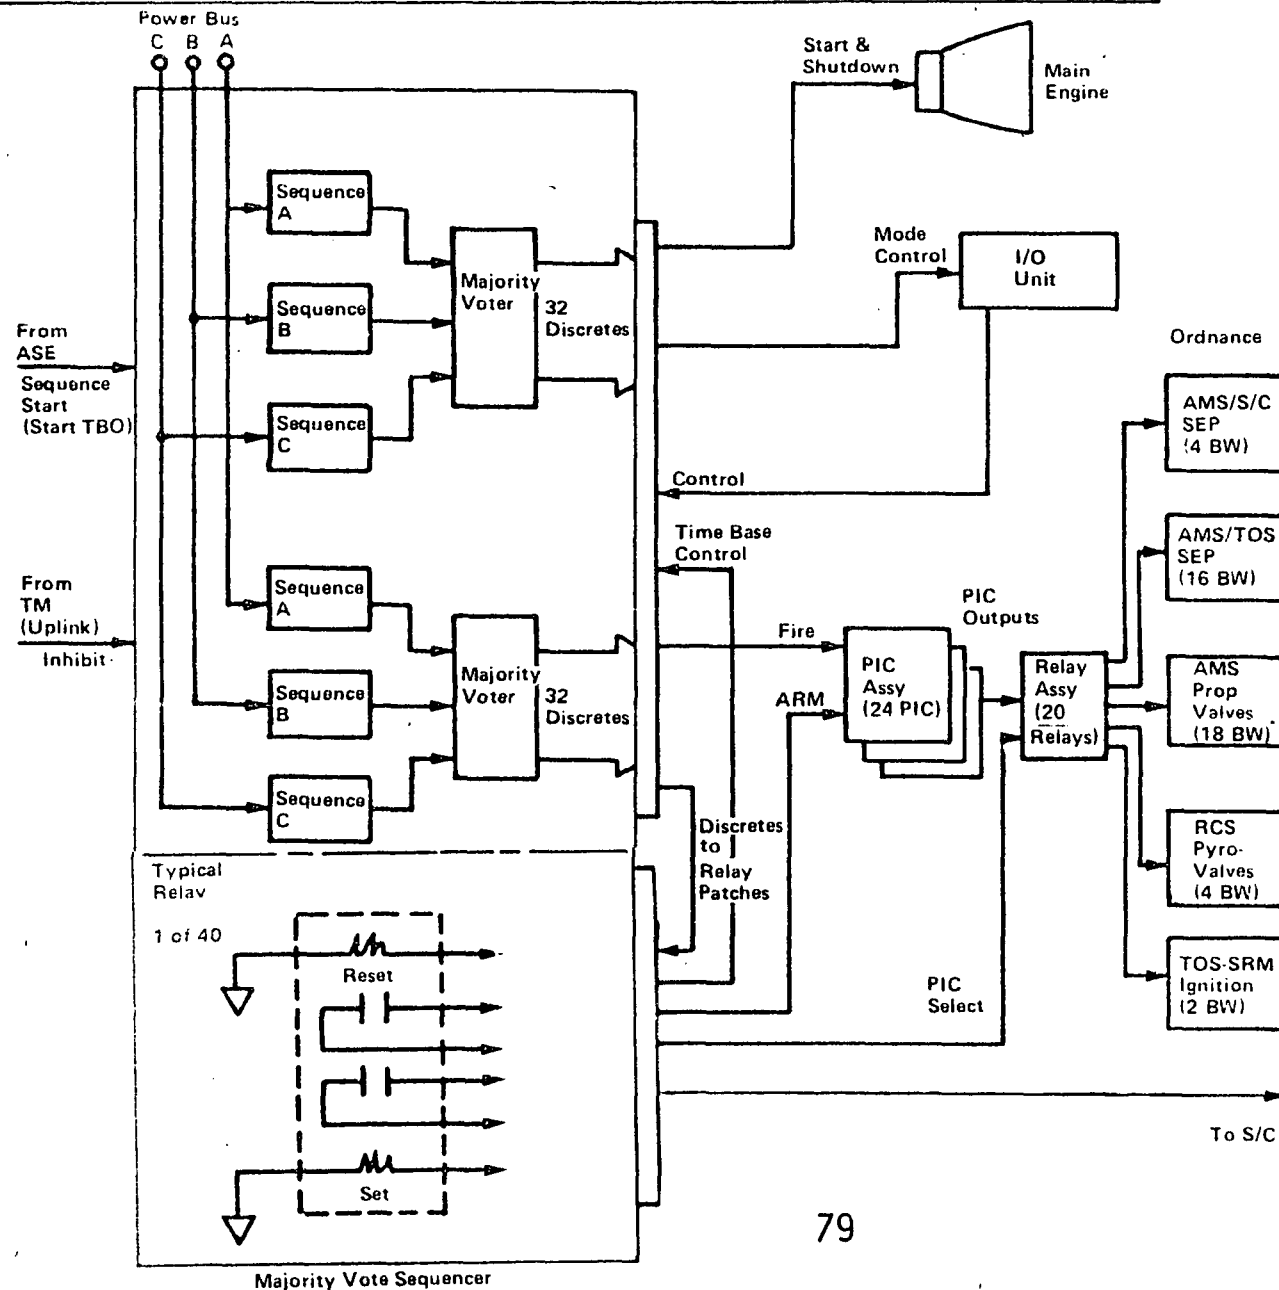 Power Bus
C B A
Start &
Shutdown
Main
Engine
Sequence
A
Mode
Control
I/O
Unit
Majority
Voter
32
Discretes
Sequence
B
From
ASE
Sequence
Start
(Start TBO)
Ordnance
AMS/S/C
SEP
(4 BW)
Sequence
C
Control
Time Base
Control
AMS/TOS
SEP
(16 BW)
From
TM
(Uplink)
Inhibit
Sequence
A
PIC
Outputs
Fire
Majority
Voter
32
Discretes
PIC
Assy
(24 PIC)
Relay
Assy
(20
Relays)
AMS
Prop
Valves
(18 BW)
ARM
Sequence
B
Sequence
C
Discretes
to
Relay
Patches
RCS
Pyro-
Valves
(4 BW)
Typical
Relay
1 of 40
Reset
PIC
Select
TOS-SRM
Ignition
(2 BW)
To S/C
Set
79
Majority Vote Sequencer